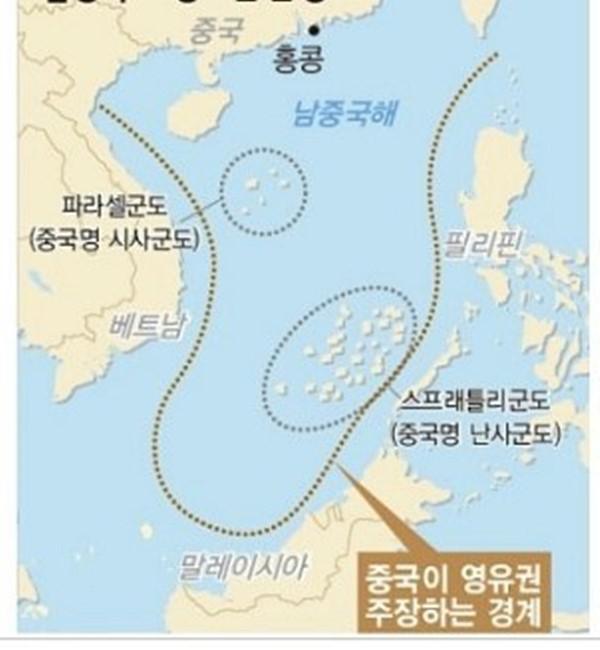 중국
홍콩
남중국해
파라셀군도
(중국명 시사군도)
필리핀
베트남
스프래틀리군도
(중국명 난사군도)
말레이시아
중국이 영유권
주장하는 경계